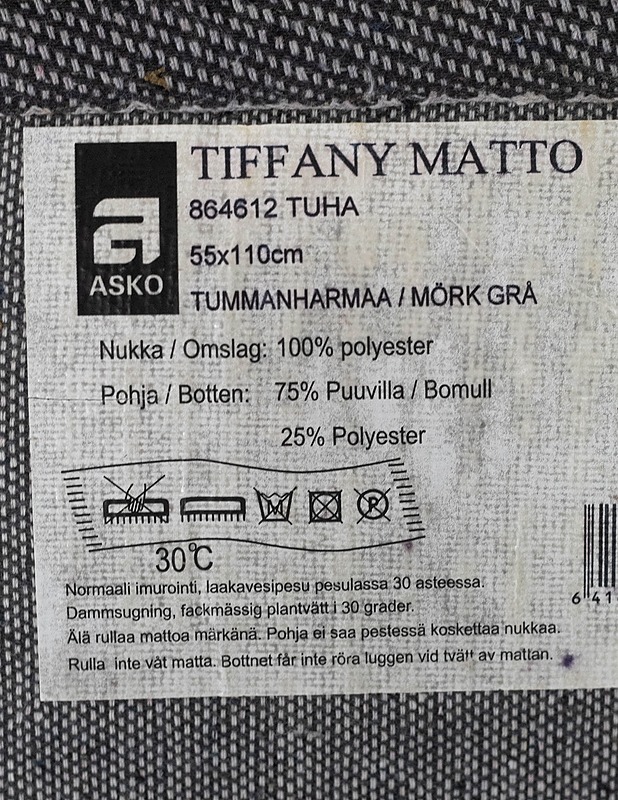 TIFFANY MATTO
864612 TUHA
55x110cm
ASKO
TUMMANHARMAA / MÖRK GRÅ
Nukka / Omslag: 100% polyester
Pohja / Botten: 75% Puuvilla / Bomull
25% Polyester
M P
30°C
Normaali imurointi, laakavesipesu pesulassa 30 asteessa.
Dammsugning, fackmässig plantvätt i 30 grader.
Älä rullaa mattoa märkänä. Pohja ei saa pestessä koskettaa nukkaa.
Rulla inte våt matta. Bottnet får inte röra luggen vid tvätt av mattan.
6 41